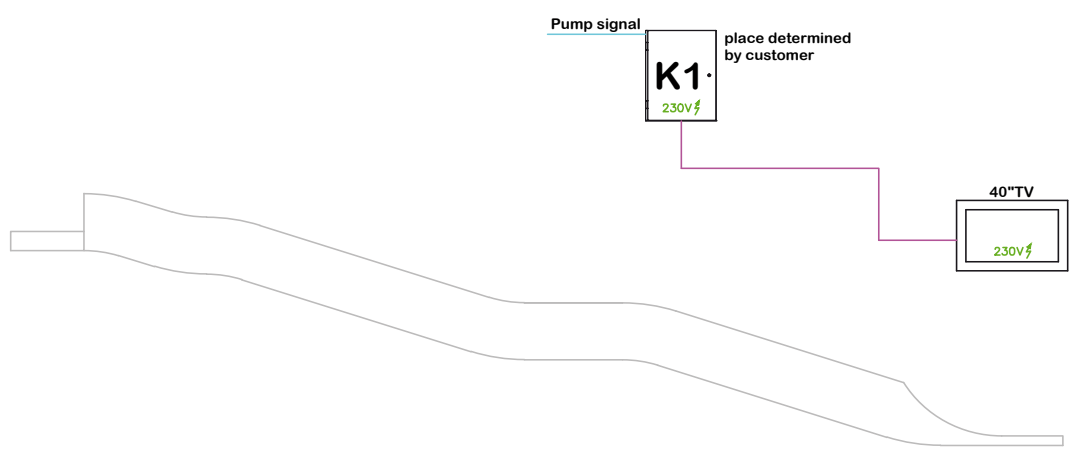 Pump signal
place determined
by customer
K1
230V
40"TV
230V